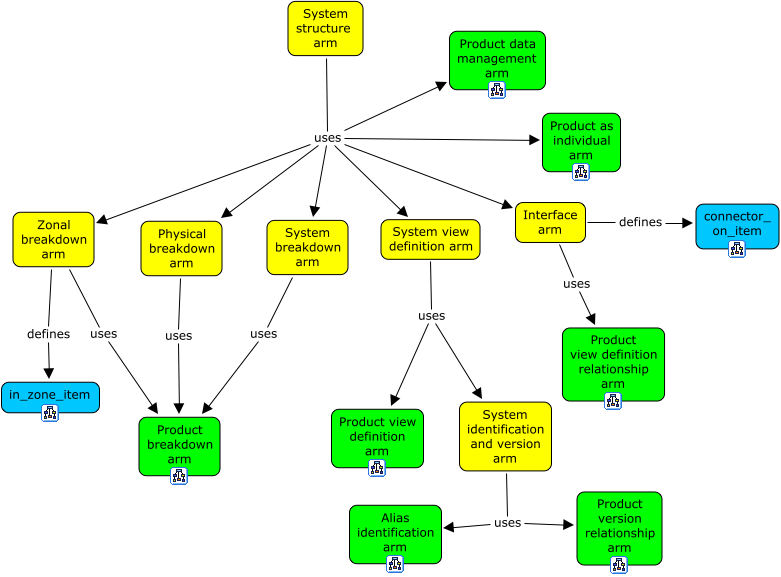 System
structure
arm
Product data
management
arm
uses
Product as
individual
arm
Zonal
breakdown
arm
Physical
breakdown
arm
System
breakdown
arm
System view
definition arm
Interface
arm
defines
connector_
on_item
uses
defines
uses
uses
uses
uses
Product
view definition
relationship
arm
in_zone_item
Product
breakdown
arm
Product view
definition
arm
System
identification
and version
arm
Alias
identification
arm
uses
Product
version
relationship
arm